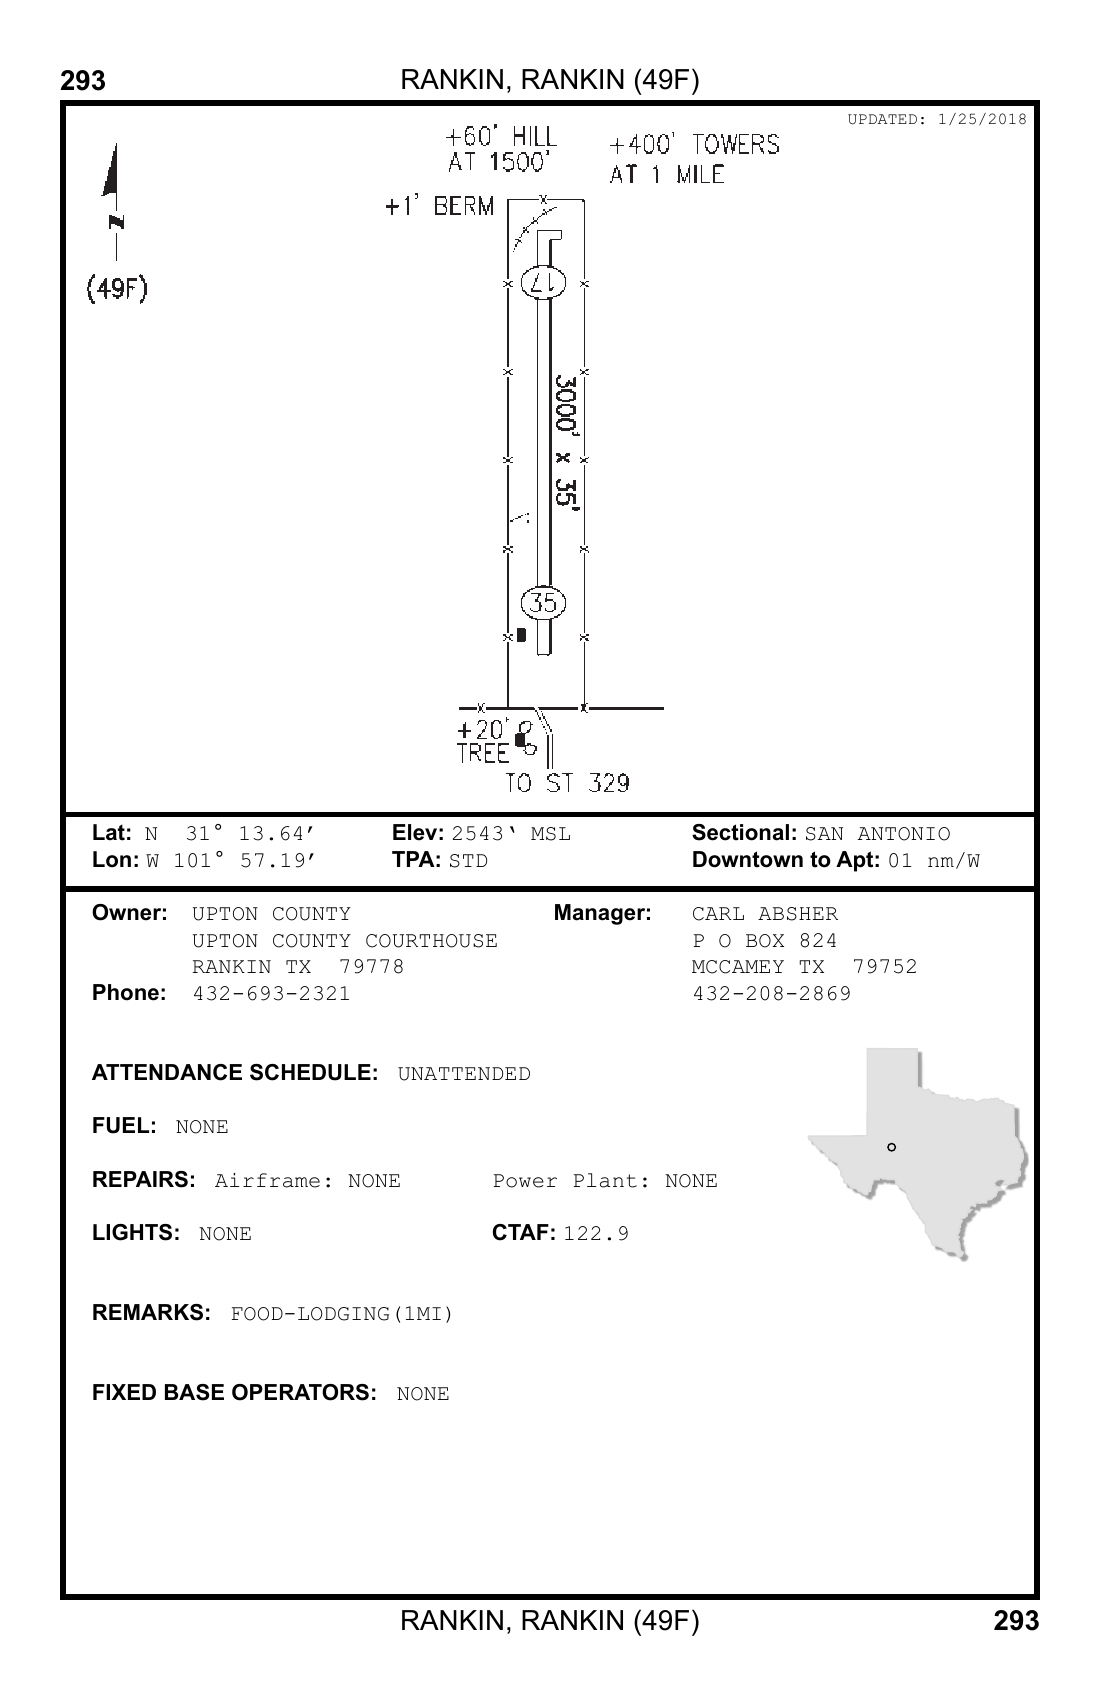 293
RANKIN, RANKIN (49F)
UPDATED: 1/25/2018
+60' HILL
AT 1500'
+400' TOWERS
AT 1 MILE
+1' BERM
N
(49F)
17
3000' x 35'
35
+20'
TREE
TO ST 329
Lat: N 31° 13.64′ Elev: 2543‘ MSL Sectional: SAN ANTONIO
Lon: W 101° 57.19′ TPA: STD Downtown to Apt: 01 nm/W
Owner: UPTON COUNTY Manager: CARL ABSHER
UPTON COUNTY COURTHOUSE P O BOX 824
RANKIN TX 79778 MCCAMEY TX 79752
Phone: 432-693-2321 432-208-2869
ATTENDANCE SCHEDULE: UNATTENDED
FUEL: NONE
REPAIRS: Airframe: NONE Power Plant: NONE
LIGHTS: NONE CTAF: 122.9
REMARKS: FOOD-LODGING(1MI)
FIXED BASE OPERATORS: NONE
RANKIN, RANKIN (49F)
293